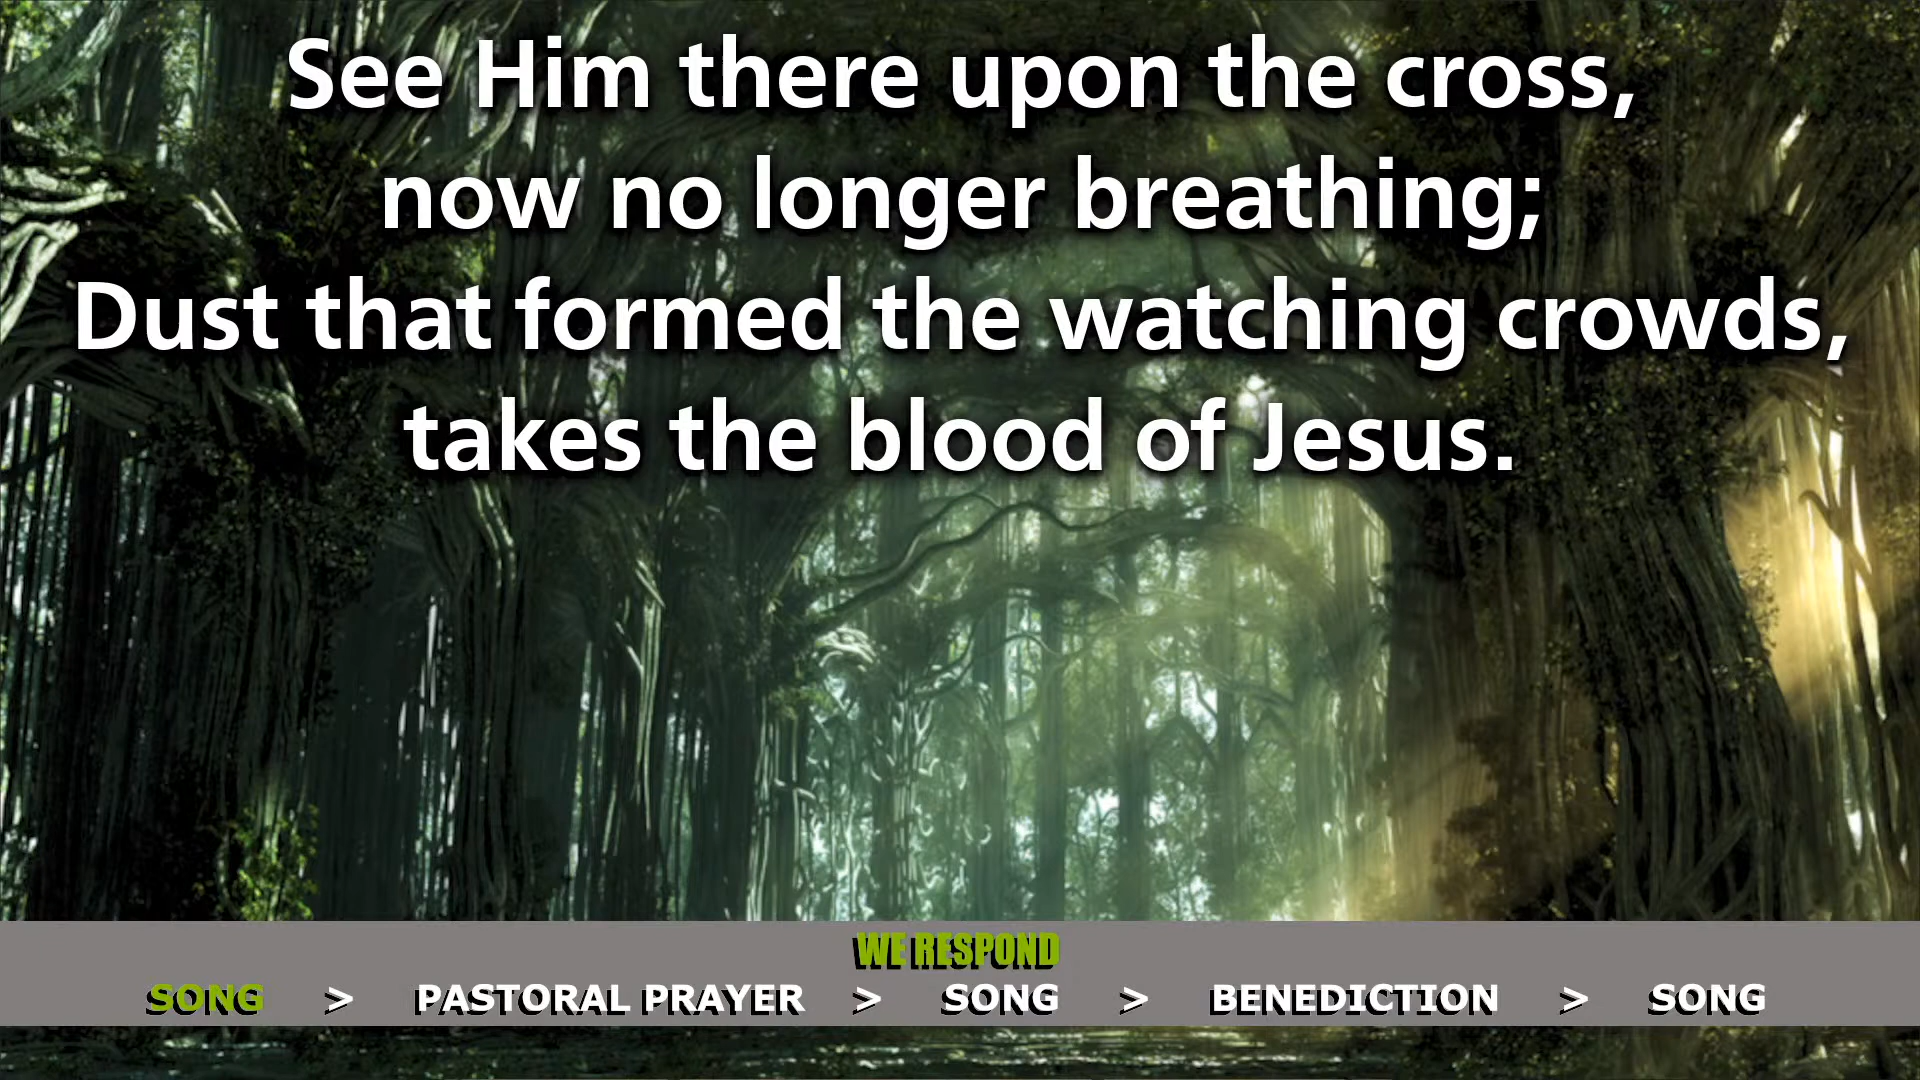 See Him there upon the cross,
now no longer breathing;
Dust that formed the watching crowds,
takes the blood of Jesus.
WE RESPOND
SONG > PASTORAL PRAYER > SONG > BENEDICTION > SONG